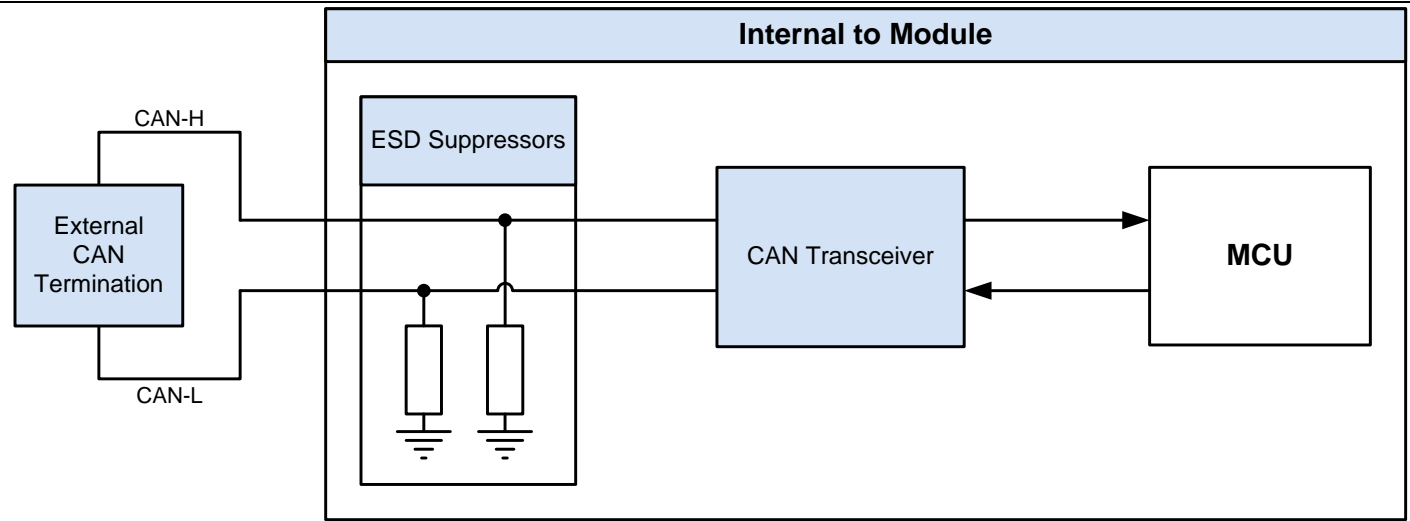 Internal to Module
CAN-H
ESD Suppressors
External
CAN
Termination
CAN Transceiver
MCU
CAN-L